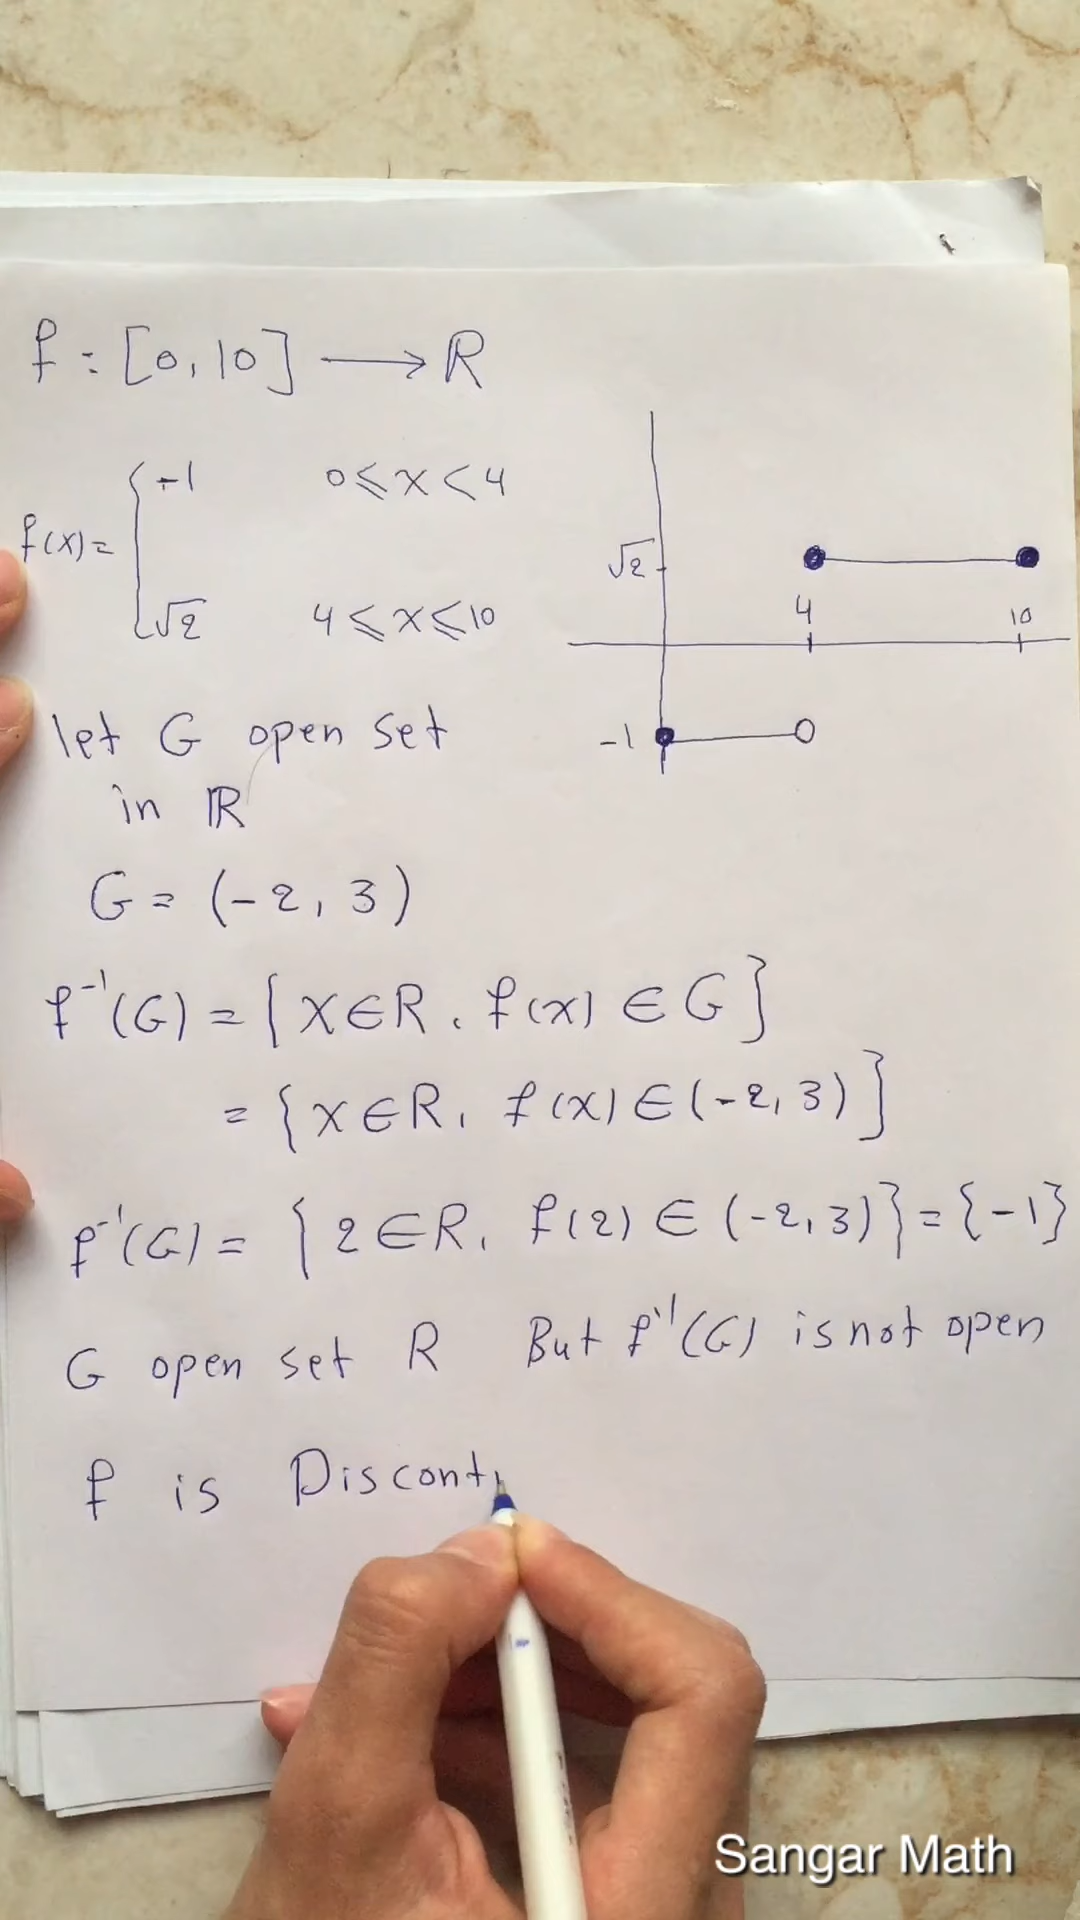 f : [0, 10] ⟶ R
f(x) = { -1    0 ⩽ x < 4
√2    4 ⩽ x ⩽ 10
√2
4
10
-1
let G open set
in ℝ
G = (-2, 3)
f⁻¹(G) = { x ∈ R . f(x) ∈ G }
= { x ∈ R , f(x) ∈ (-2, 3) }
f⁻¹(G) = { 2 ∈ R , f(2) ∈ (-2, 3) } = {-1}
G open set R   But f⁻¹(G) is not open
f is Discont
Sangar Math